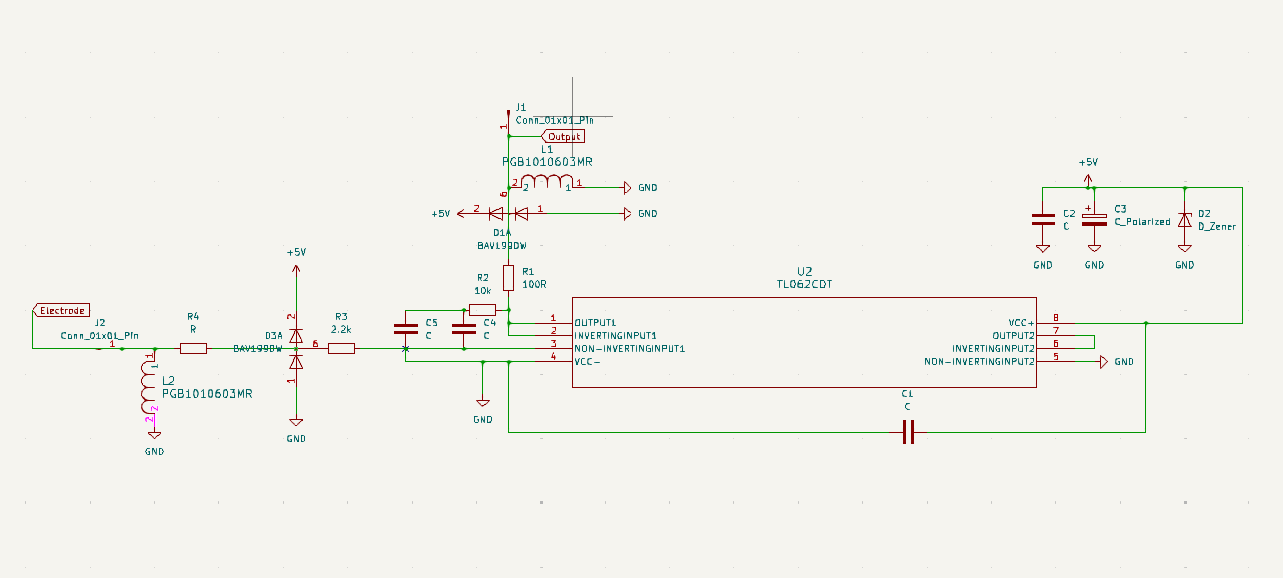 J1
Conn_01x01_Pin
1
Output
L1
PGB1010603MR
2
2
1
1
GND
6
+5V
2
1
GND
D1A
BAV199DW
+5V
R2
10k
R1
100R
U2
TL062CDT
+5V
+
C2
C
C3
C_Polarized
D2
D_Zener
GND
GND
GND
Electrode
J2
Conn_01x01_Pin
1
R4
R
2
D3A
BAV199DW
6
1
R3
2.2k
C5
C
C4
C
1
OUTPUT1
2
INVERTINGINPUT1
3
NON-INVERTINGINPUT1
4
VCC-
VCC+
8
OUTPUT2
7
INVERTINGINPUT2
6
NON-INVERTINGINPUT2
5
GND
1
1
L2
PGB1010603MR
2
2
GND
GND
GND
C1
C